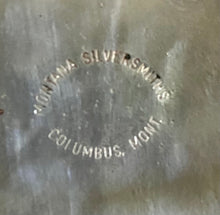 MONTANA SILVERSMITHS
COLUMBUS, MONT.